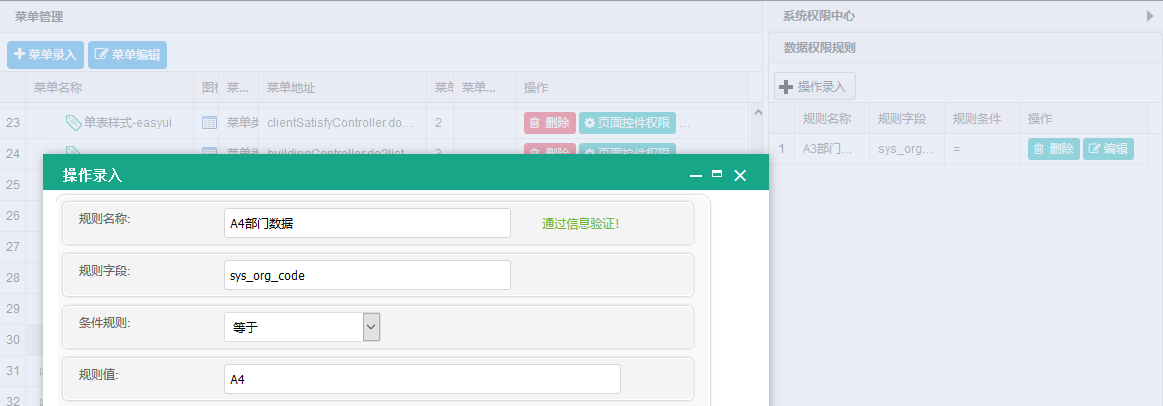 菜单管理
系统权限中心
菜单录入 菜单编辑
数据权限规则
操作录入
菜单名称 图标 菜... 菜单地址 菜单 菜单... 操作
规则名称 规则字段 规则条件 操作
23 单表样式-easyui 菜单类 clientSatisfyController.do... 2 删除 页面控件权限 ...
1 A3部门... sys_org... = 删除 编辑
24 菜单类 删除 页面控件权限
操作录入
25
规则名称: A4部门数据 通过信息验证！
26
27
规则字段: sys_org_code
28
29
条件规则: 等于
30
31
规则值: A4
32